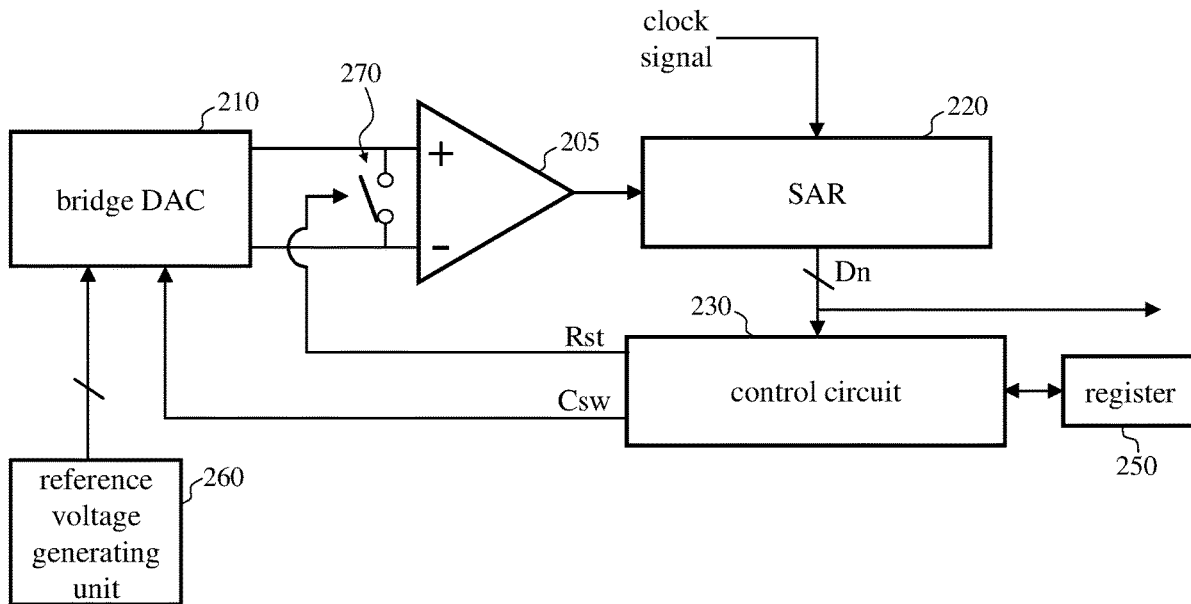 clock
signal
270
210
220
205
+
bridge DAC
SAR
-
Dn
230
Rst
control circuit
Csw
register
250
260
reference
voltage
generating
unit